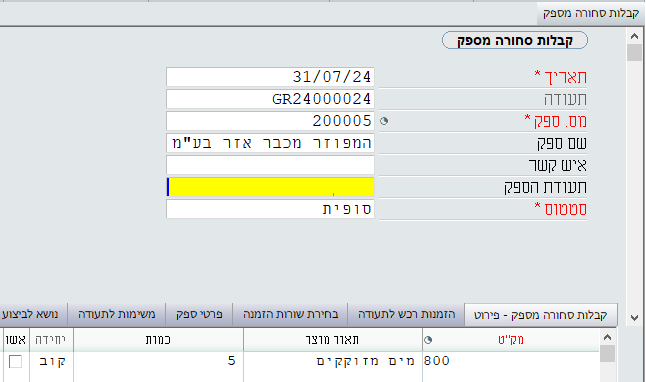 קבלות סחורה מספק
קבלות סחורה מספק
תאריך * 31/07/24
תעודה GR24000024
מס. ספק * 200005
שם ספק המפוזר מכבר אזר בע"מ
איש קשר
תעודת הספק
סטטוס * סופית
קבלות סחורה מספק - פירוט הזמנות רכש לתעודה בחירת שורות הזמנה פרטי ספק משימות לתעודה נושא לביצוע
מק"ט תאור מוצר כמות יחידה אשו
800 מים מזוקקים 5 קוב